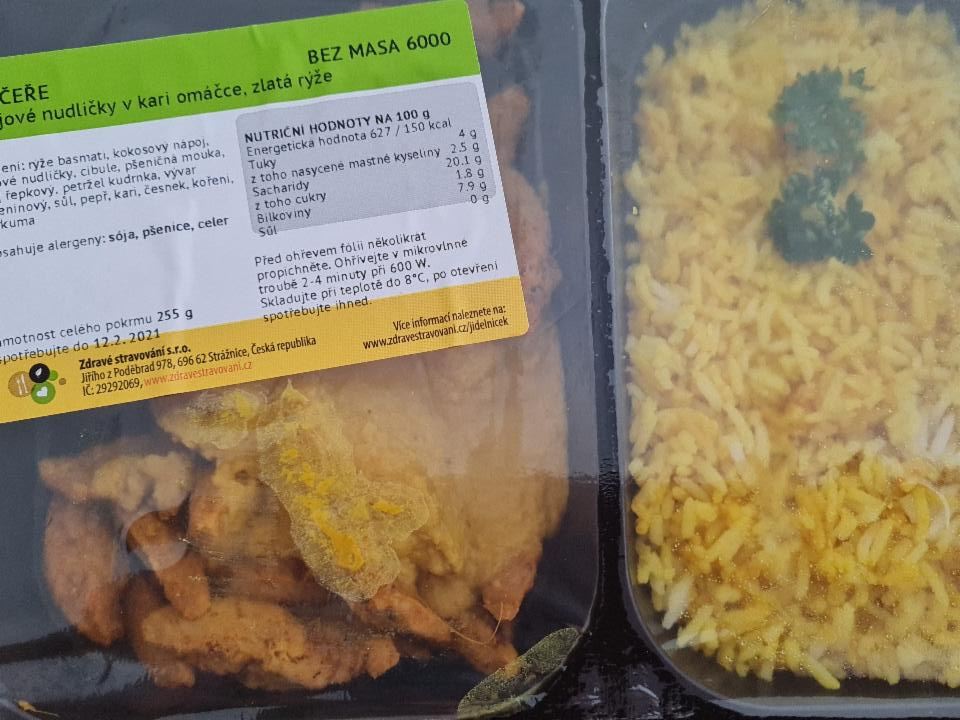 BEZ MASA 6000
ČEŘE
jové nudličky v kari omáčce, zlatá rýže
ení: rýže basmati, kokosový nápoj,
ové nudličky, cibule, pšeničná mouka,
řepkový, petržel kudrnka, vývar
eninový, sůl, pepř, kari, česnek, koření,
kuma
bsahuje alergeny: sója, pšenice, celer
motnost celého pokrmu 255 g
potřebujte do 12.2.2021
NUTRIČNÍ HODNOTY NA 100 g
Energetická hodnota 627 / 150 kcal
Tuky 4 g
z toho nasycené mastné kyseliny 2.5 g
Sacharidy 20.1 g
z toho cukry 1.8 g
Bílkoviny 7.9 g
Sůl 0 g
Před ohřevem fólii několikrát
propíchněte. Ohřívejte v mikrovlnné
troubě 2-4 minuty při 600 W.
Skladujte při teplotě do 8°C, po otevření
spotřebujte ihned.
Zdravé stravování s.r.o.
Jiřího z Poděbrad 978, 696 62 Strážnice, Česká republika
IČ: 29292069, www.zdravestravovani.cz
Více informací naleznete na:
www.zdravestravovani.cz/jidelnicek